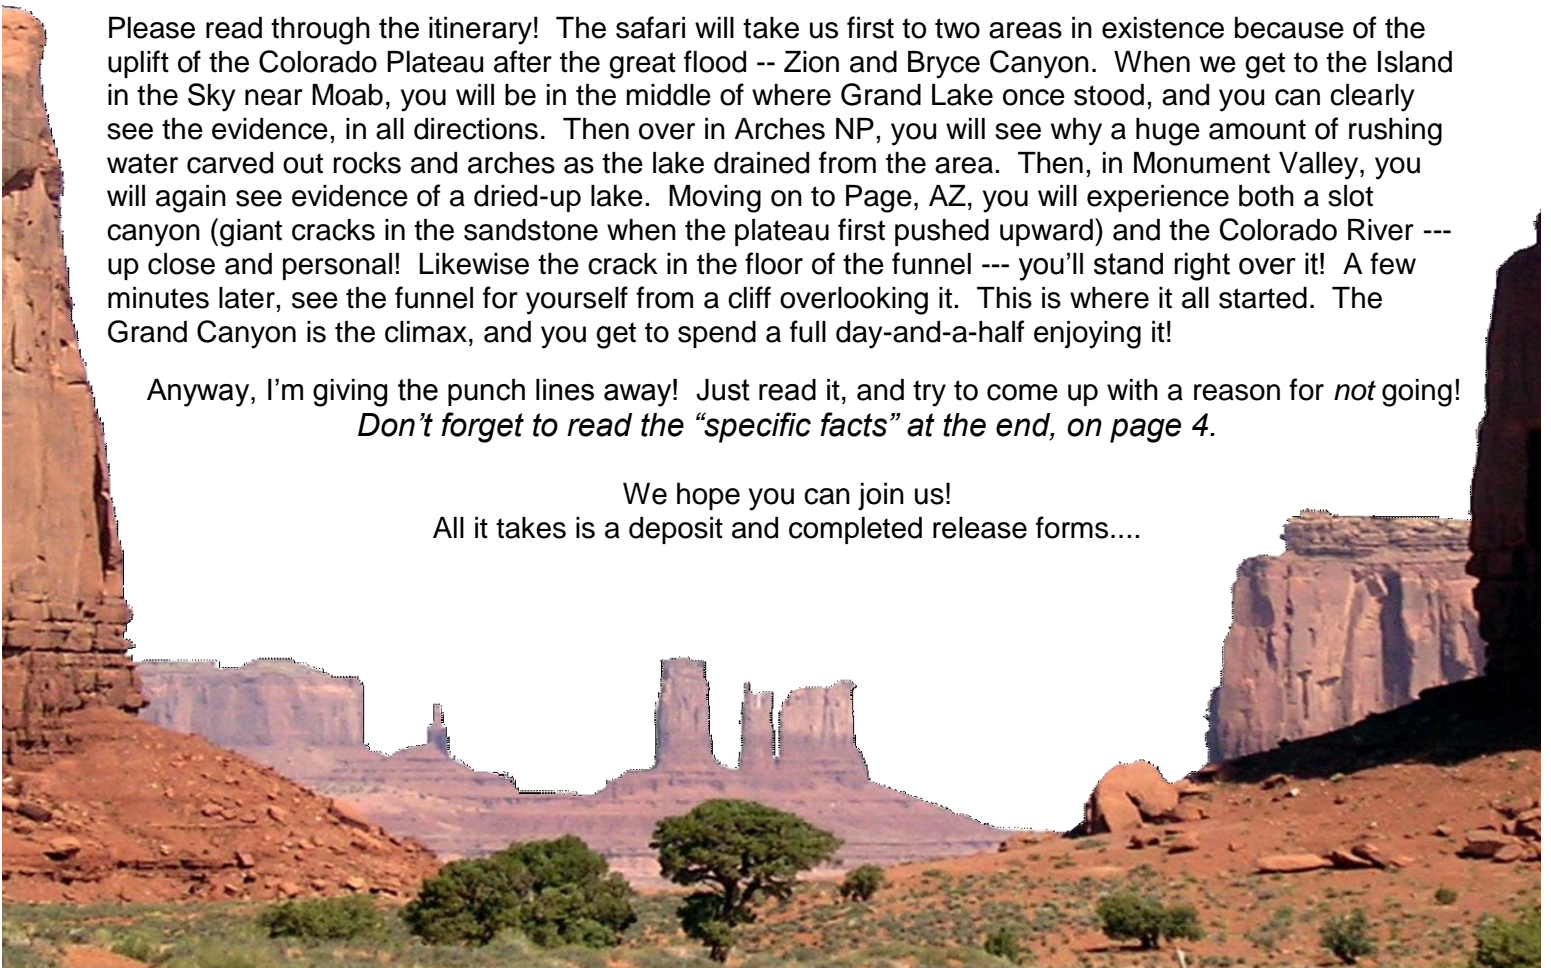 Please read through the itinerary!  The safari will take us first to two areas in existence because of the
uplift of the Colorado Plateau after the great flood -- Zion and Bryce Canyon.  When we get to the Island
in the Sky near Moab, you will be in the middle of where Grand Lake once stood, and you can clearly
see the evidence, in all directions.  Then over in Arches NP, you will see why a huge amount of rushing
water carved out rocks and arches as the lake drained from the area.  Then, in Monument Valley, you
will again see evidence of a dried-up lake.  Moving on to Page, AZ, you will experience both a slot
canyon (giant cracks in the sandstone when the plateau first pushed upward) and the Colorado River ---
up close and personal!  Likewise the crack in the floor of the funnel --- you’ll stand right over it!  A few
minutes later, see the funnel for yourself from a cliff overlooking it.  This is where it all started.  The
Grand Canyon is the climax, and you get to spend a full day-and-a-half enjoying it!
Anyway, I’m giving the punch lines away!  Just read it, and try to come up with a reason for not going!
Don’t forget to read the “specific facts” at the end, on page 4.
We hope you can join us!
All it takes is a deposit and completed release forms....